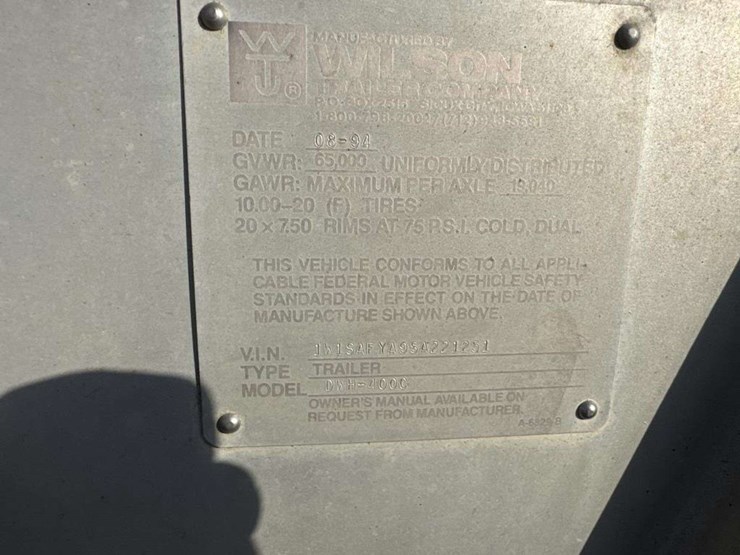 WT
®
MANUFACTURED BY
WILSON
TRAILER COMPANY
P.O. BOX
DATE 08-94
GVWR: 65,000 UNIFORMLY DISTRIBUTED
GAWR: MAXIMUM PER AXLE 19,040
10.00-20 (F) TIRES
20 x 7.50 RIMS AT 75 P.S.I. COLD, DUAL
THIS VEHICLE CONFORMS TO ALL APPLI-
CABLE FEDERAL MOTOR VEHICLE SAFETY
STANDARDS IN EFFECT ON THE DATE OF
MANUFACTURE SHOWN ABOVE.
V.I.N.
TYPE TRAILER
MODEL
OWNER'S MANUAL AVAILABLE ON
REQUEST FROM MANUFACTURER.